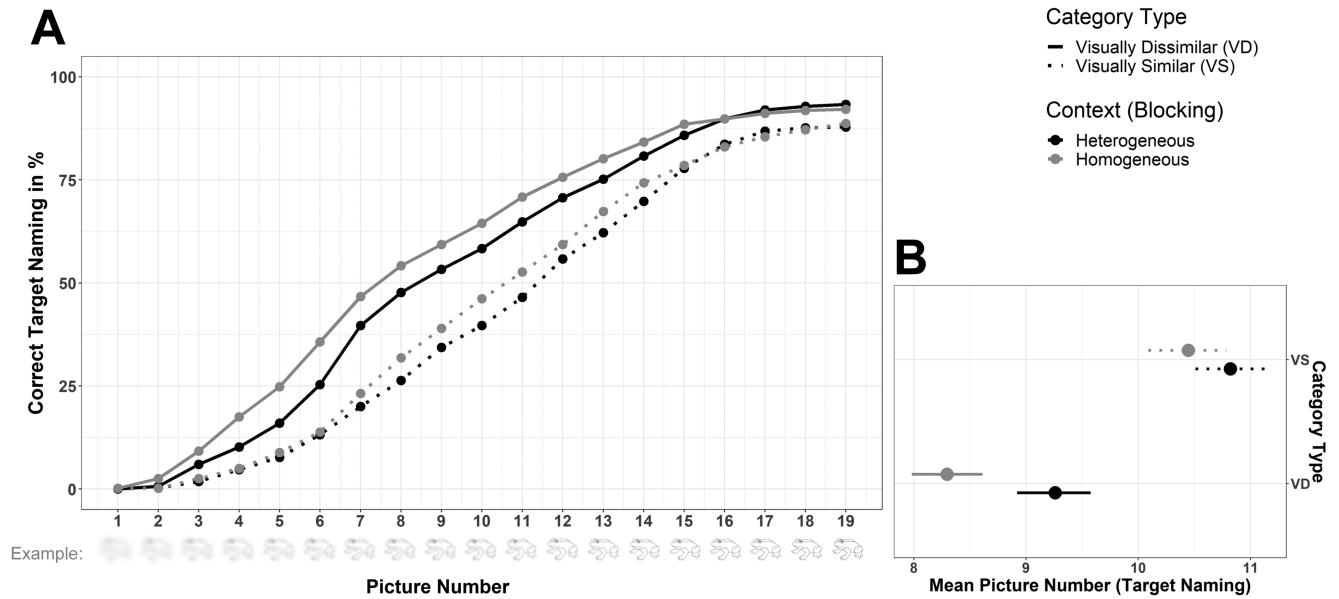 A
Category Type
Visually Dissimilar (VD)
Visually Similar (VS)
Context (Blocking)
Heterogeneous
Homogeneous
Correct Target Naming in %
100
75
50
25
0
1 2 3 4 5 6 7 8 9 10 11 12 13 14 15 16 17 18 19
Example:
Picture Number
B
VS
VD
Category Type
8 9 10 11
Mean Picture Number (Target Naming)